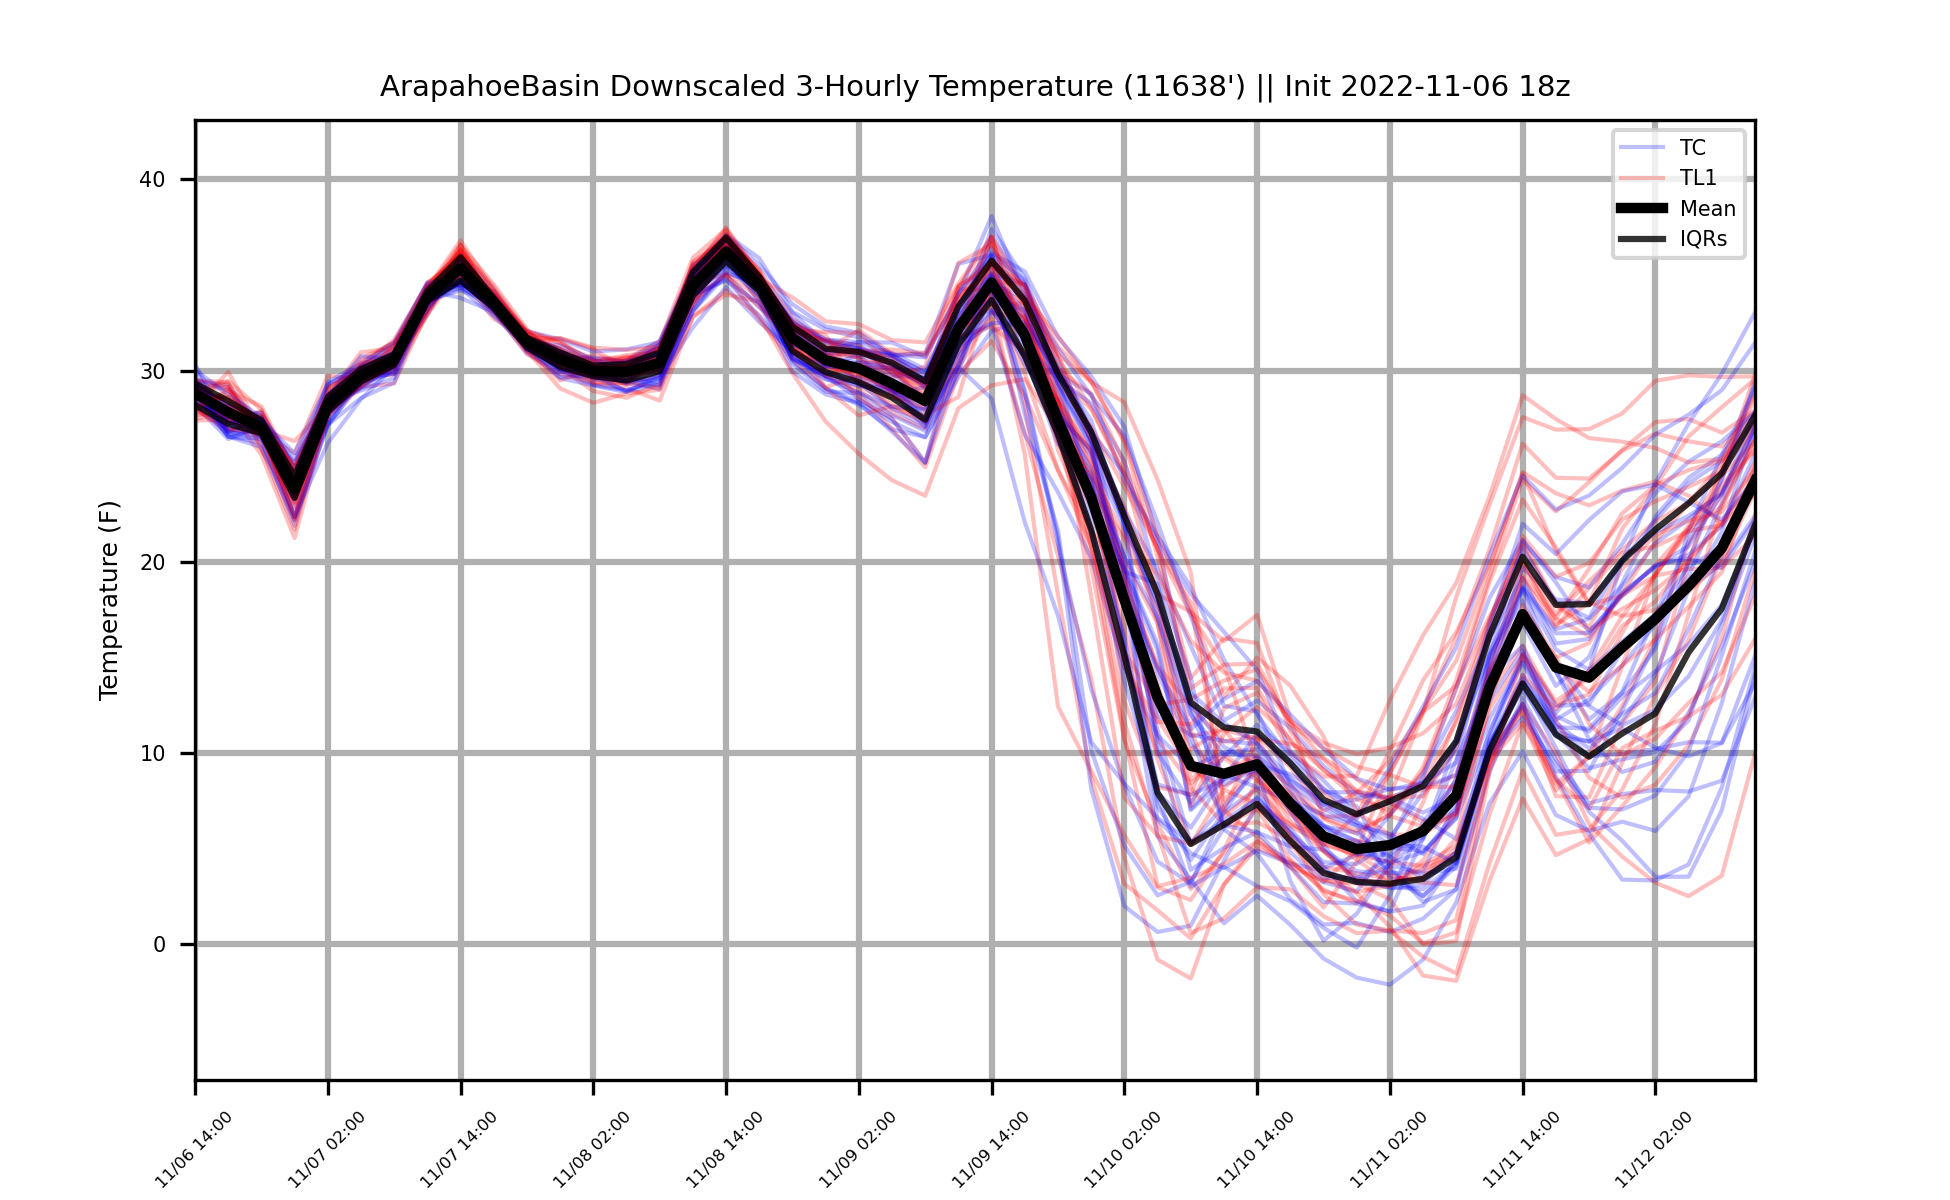 ArapahoeBasin Downscaled 3-Hourly Temperature (11638') || Init 2022-11-06 18z
TC
TL1
Mean
IQRs
Temperature (F)
40
30
20
10
0
11/06 14:00
11/07 02:00
11/07 14:00
11/08 02:00
11/08 14:00
11/09 02:00
11/09 14:00
11/10 02:00
11/10 14:00
11/11 02:00
11/11 14:00
11/12 02:00